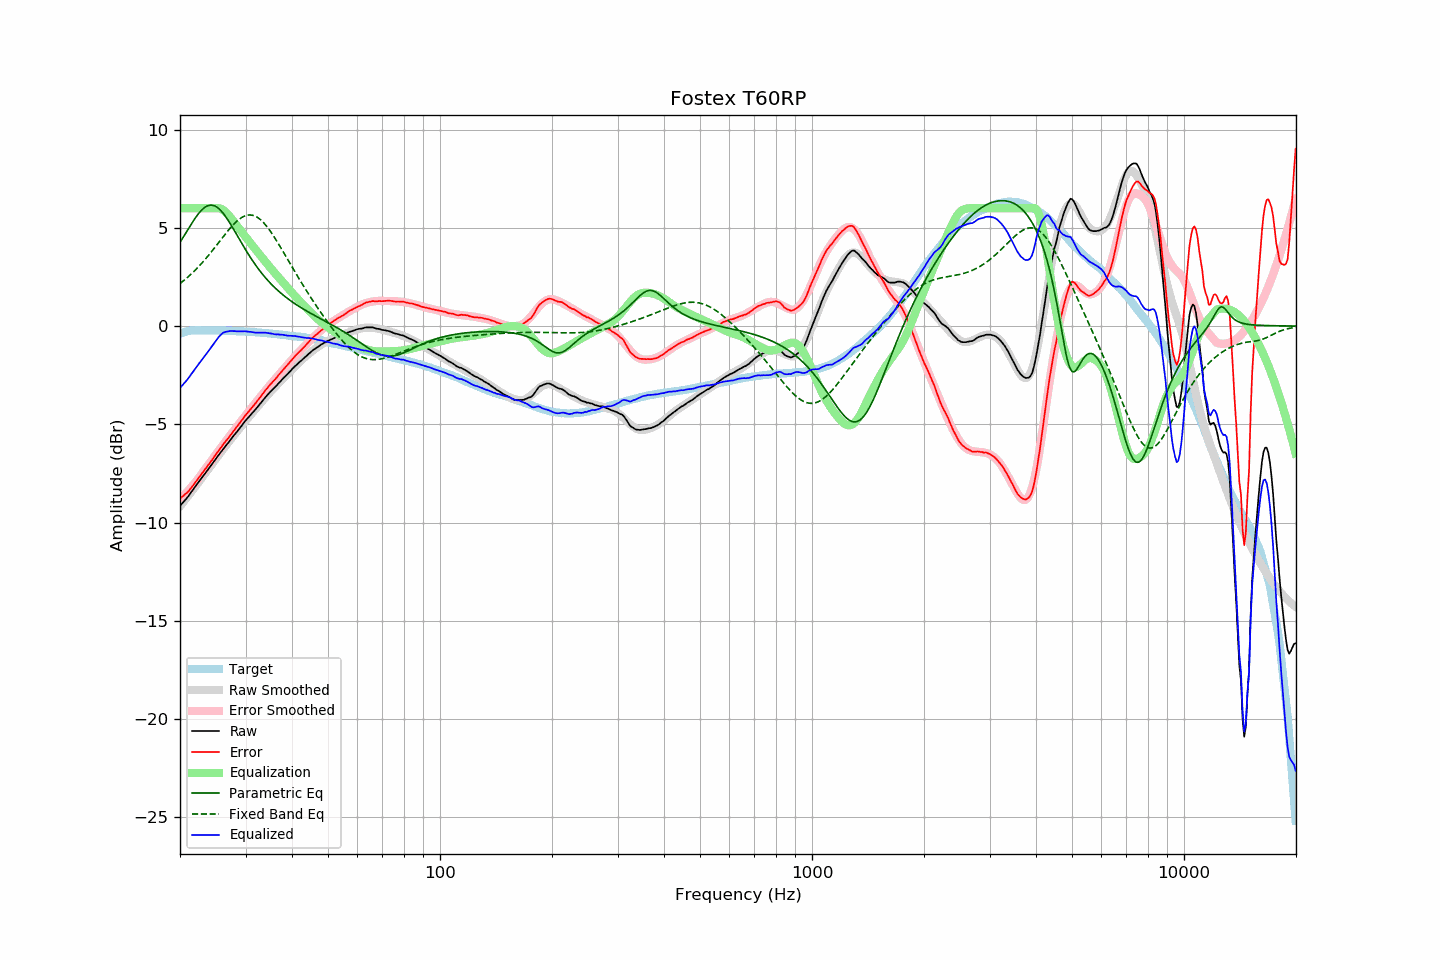 Fostex T60RP
10
5
0
−5
−10
−15
−20
−25
Amplitude (dBr)
100
1000
10000
Frequency (Hz)
Target
Raw Smoothed
Error Smoothed
Raw
Error
Equalization
Parametric Eq
Fixed Band Eq
Equalized